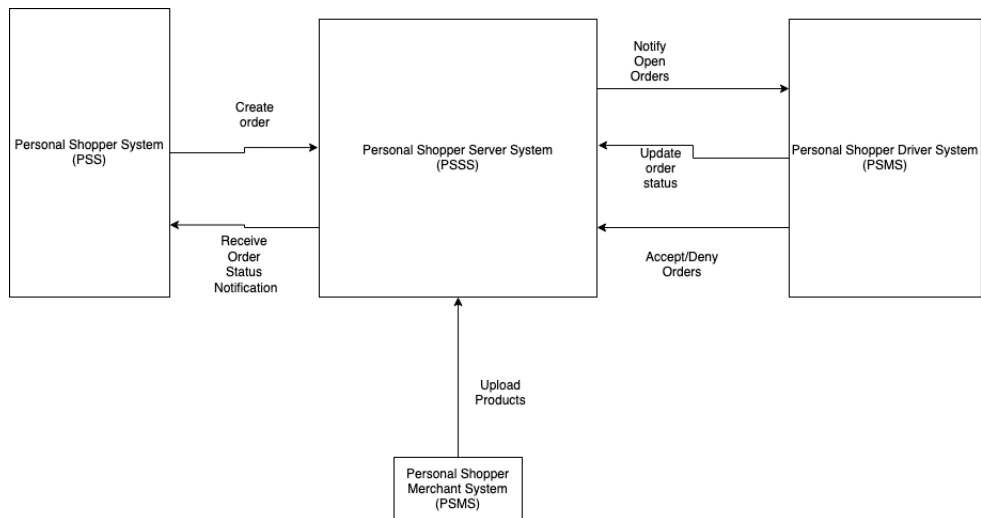 Personal Shopper System
(PSS)
Create
order
Receive
Order
Status
Notification
Personal Shopper Server System
(PSSS)
Notify
Open
Orders
Update
order
status
Accept/Deny
Orders
Personal Shopper Driver System
(PSMS)
Upload
Products
Personal Shopper
Merchant System
(PSMS)